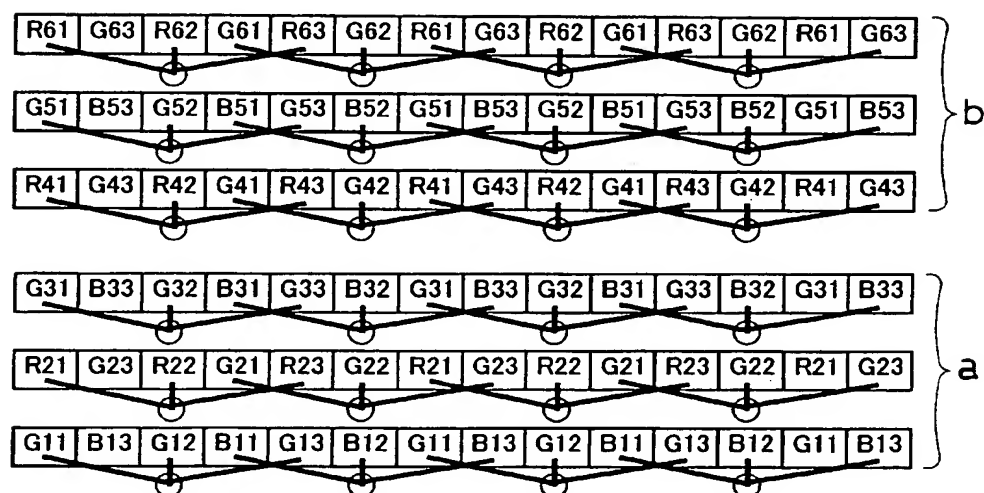 R61 G63 R62 G61 R63 G62 R61 G63 R62 G61 R63 G62 R61 G63
G51 B53 G52 B51 G53 B52 G51 B53 G52 B51 G53 B52 G51 B53
b
R41 G43 R42 G41 R43 G42 R41 G43 R42 G41 R43 G42 R41 G43
G31 B33 G32 B31 G33 B32 G31 B33 G32 B31 G33 B32 G31 B33
R21 G23 R22 G21 R23 G22 R21 G23 R22 G21 R23 G22 R21 G23
a
G11 B13 G12 B11 G13 B12 G11 B13 G12 B11 G13 B12 G11 B13